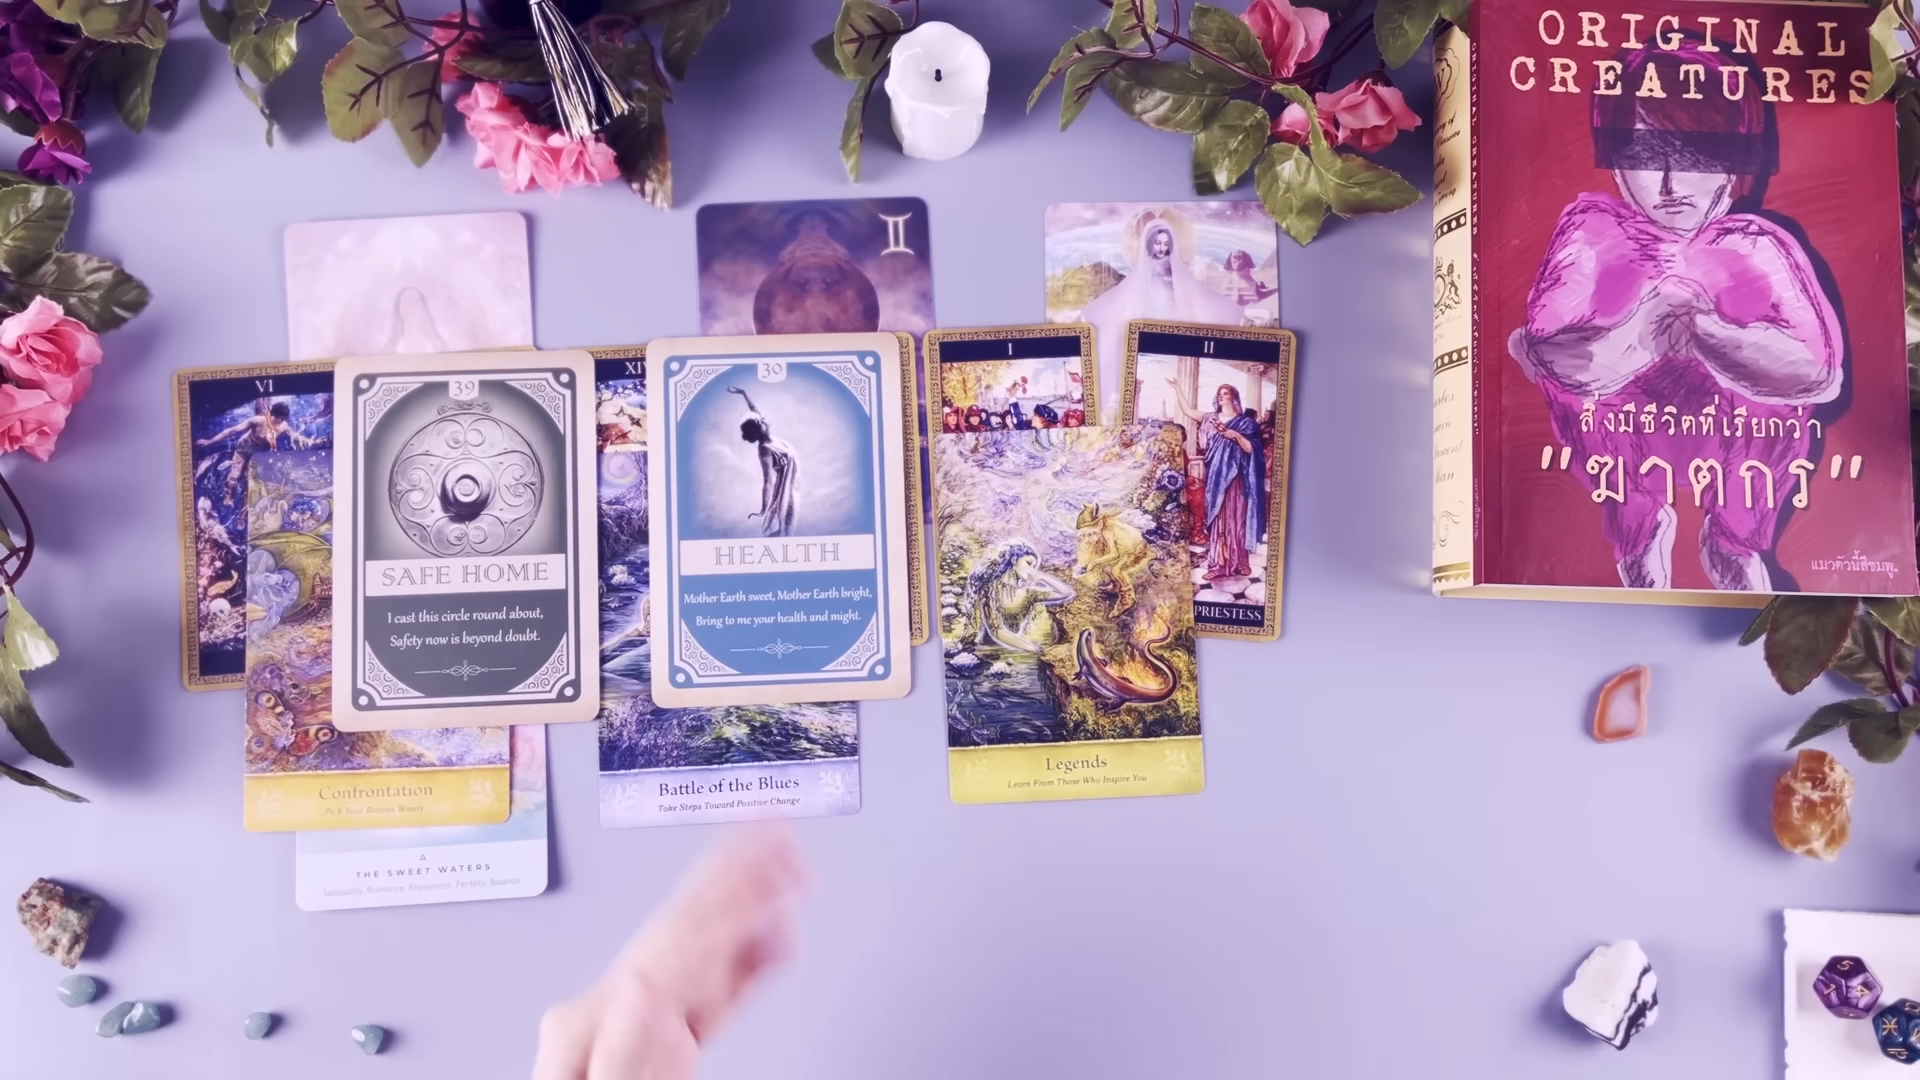 ORIGINAL
CREATURES
ORIGINAL CREATURES
สิ่งมีชีวิตที่เรียกว่า
"ฆาตกร"
แมวตัวนี้สีชมพู.
VI
39
SAFE HOME
I cast this circle round about,
Safety now is beyond doubt.
Confrontation
Pick Your Battles Wisely
THE SWEET WATERS
Sensuality. Romance. Enjoyment. Fertility. Balance
XIV
30
HEALTH
Mother Earth sweet, Mother Earth bright,
Bring to me your health and might.
Battle of the Blues
Take Steps Toward Positive Change
I
II
PRIESTESS
Legends
Learn From Those Who Inspire You
5